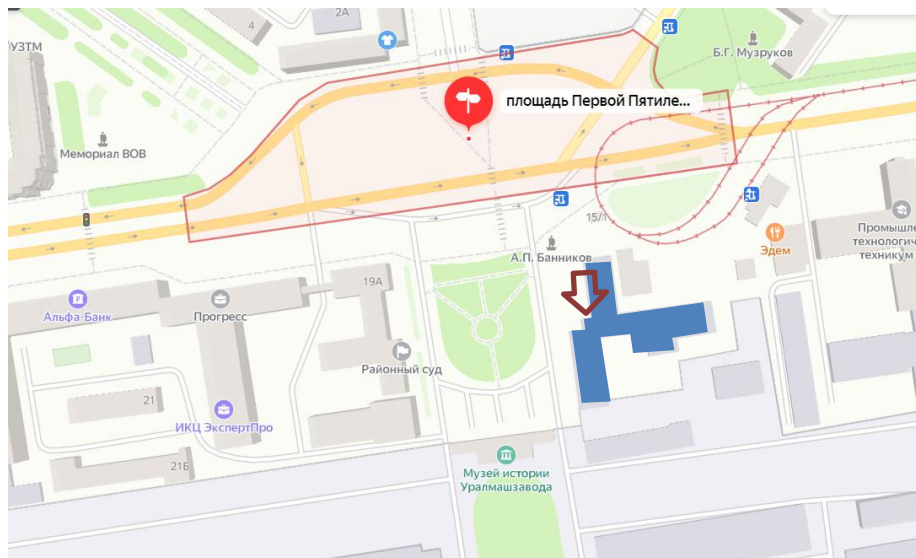 4
2А
УЗТМ
Б.Г. Музруков
площадь Первой Пятиле...
Мемориал ВОВ
15/1
Промышле
технологич
техникум
Эдем
А.П. Банников
19А
Альфа-Банк
Прогресс
Районный суд
21
ИКЦ ЭкспертПро
21Б
Музей истории
Уралмашзавода